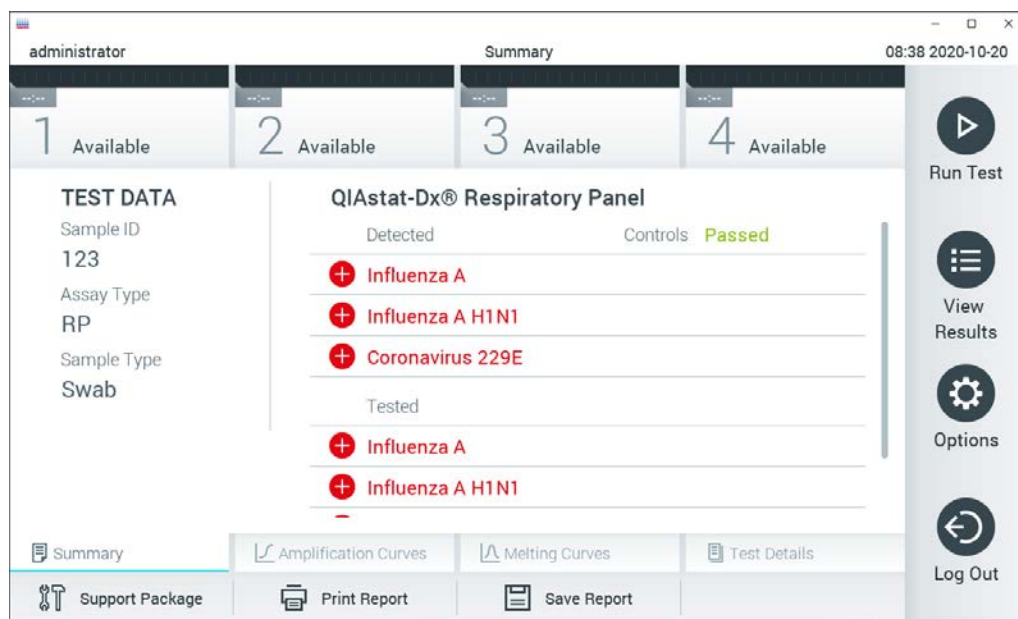 administrator Summary 08:38 2020-10-20
--:-- --:-- --:-- --:--
1 Available 2 Available 3 Available 4 Available
Run Test
TEST DATA
Sample ID
123
Assay Type
RP
Sample Type
Swab
QIAstat-Dx® Respiratory Panel
Detected Controls Passed
Influenza A
Influenza A H1N1
Coronavirus 229E
Tested
Influenza A
Influenza A H1N1
View
Results
Options
Log Out
Summary Amplification Curves Melting Curves Test Details
Support Package Print Report Save Report